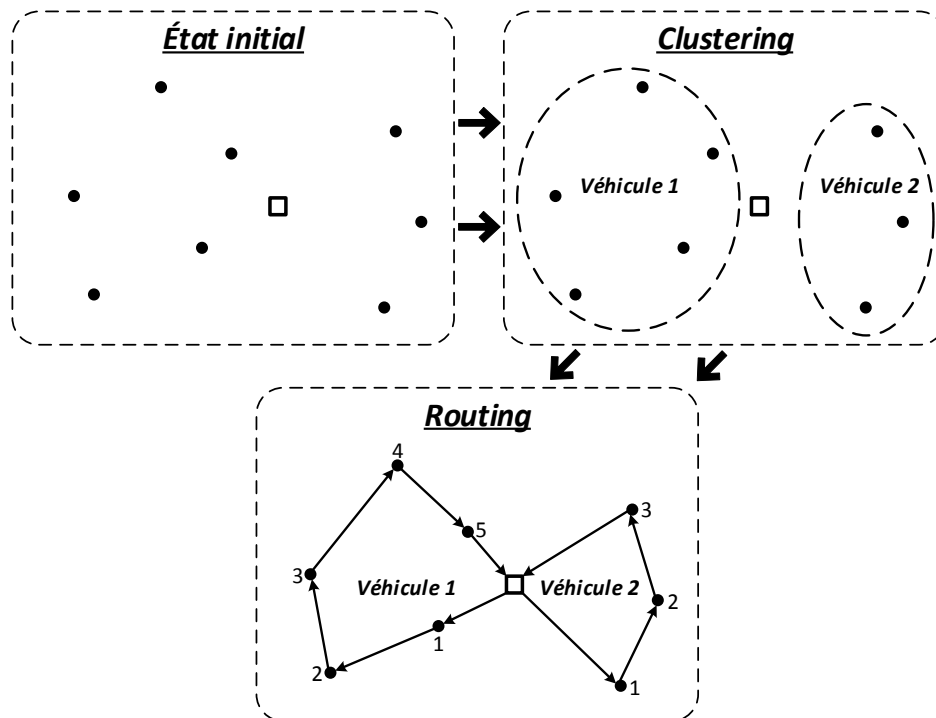 État initial
Clustering
Véhicule 1
Véhicule 2
Routing
4
5
3
3
Véhicule 1
Véhicule 2
2
1
2
1